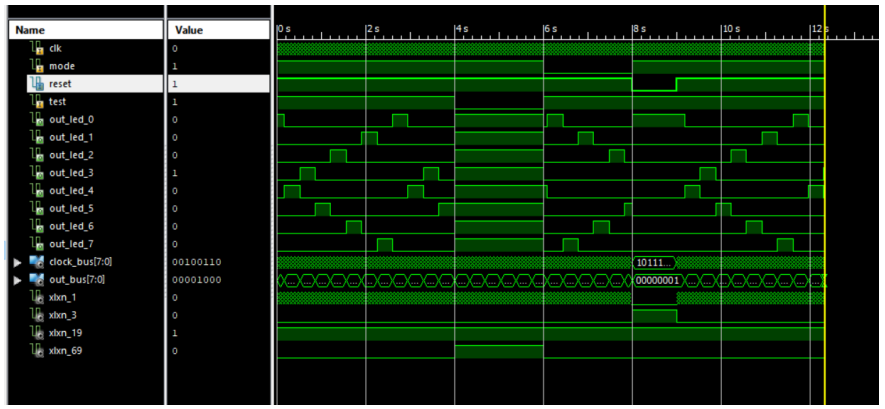 Name Value 0 s 2 s 4 s 6 s 8 s 10 s 12 s
clk 0
mode 1
reset 1
test 1
out_led_0 0
out_led_1 0
out_led_2 0
out_led_3 1
out_led_4 0
out_led_5 0
out_led_6 0
out_led_7 0
clock_bus[7:0] 00100110 10111...
out_bus[7:0] 00001000 ... ... ... ... ... ... ... ... ... ... ... ... ... ... ... 00000001 ... ... ... ... ... ...
xlxn_1 0
xlxn_3 0
xlxn_19 1
xlxn_69 0